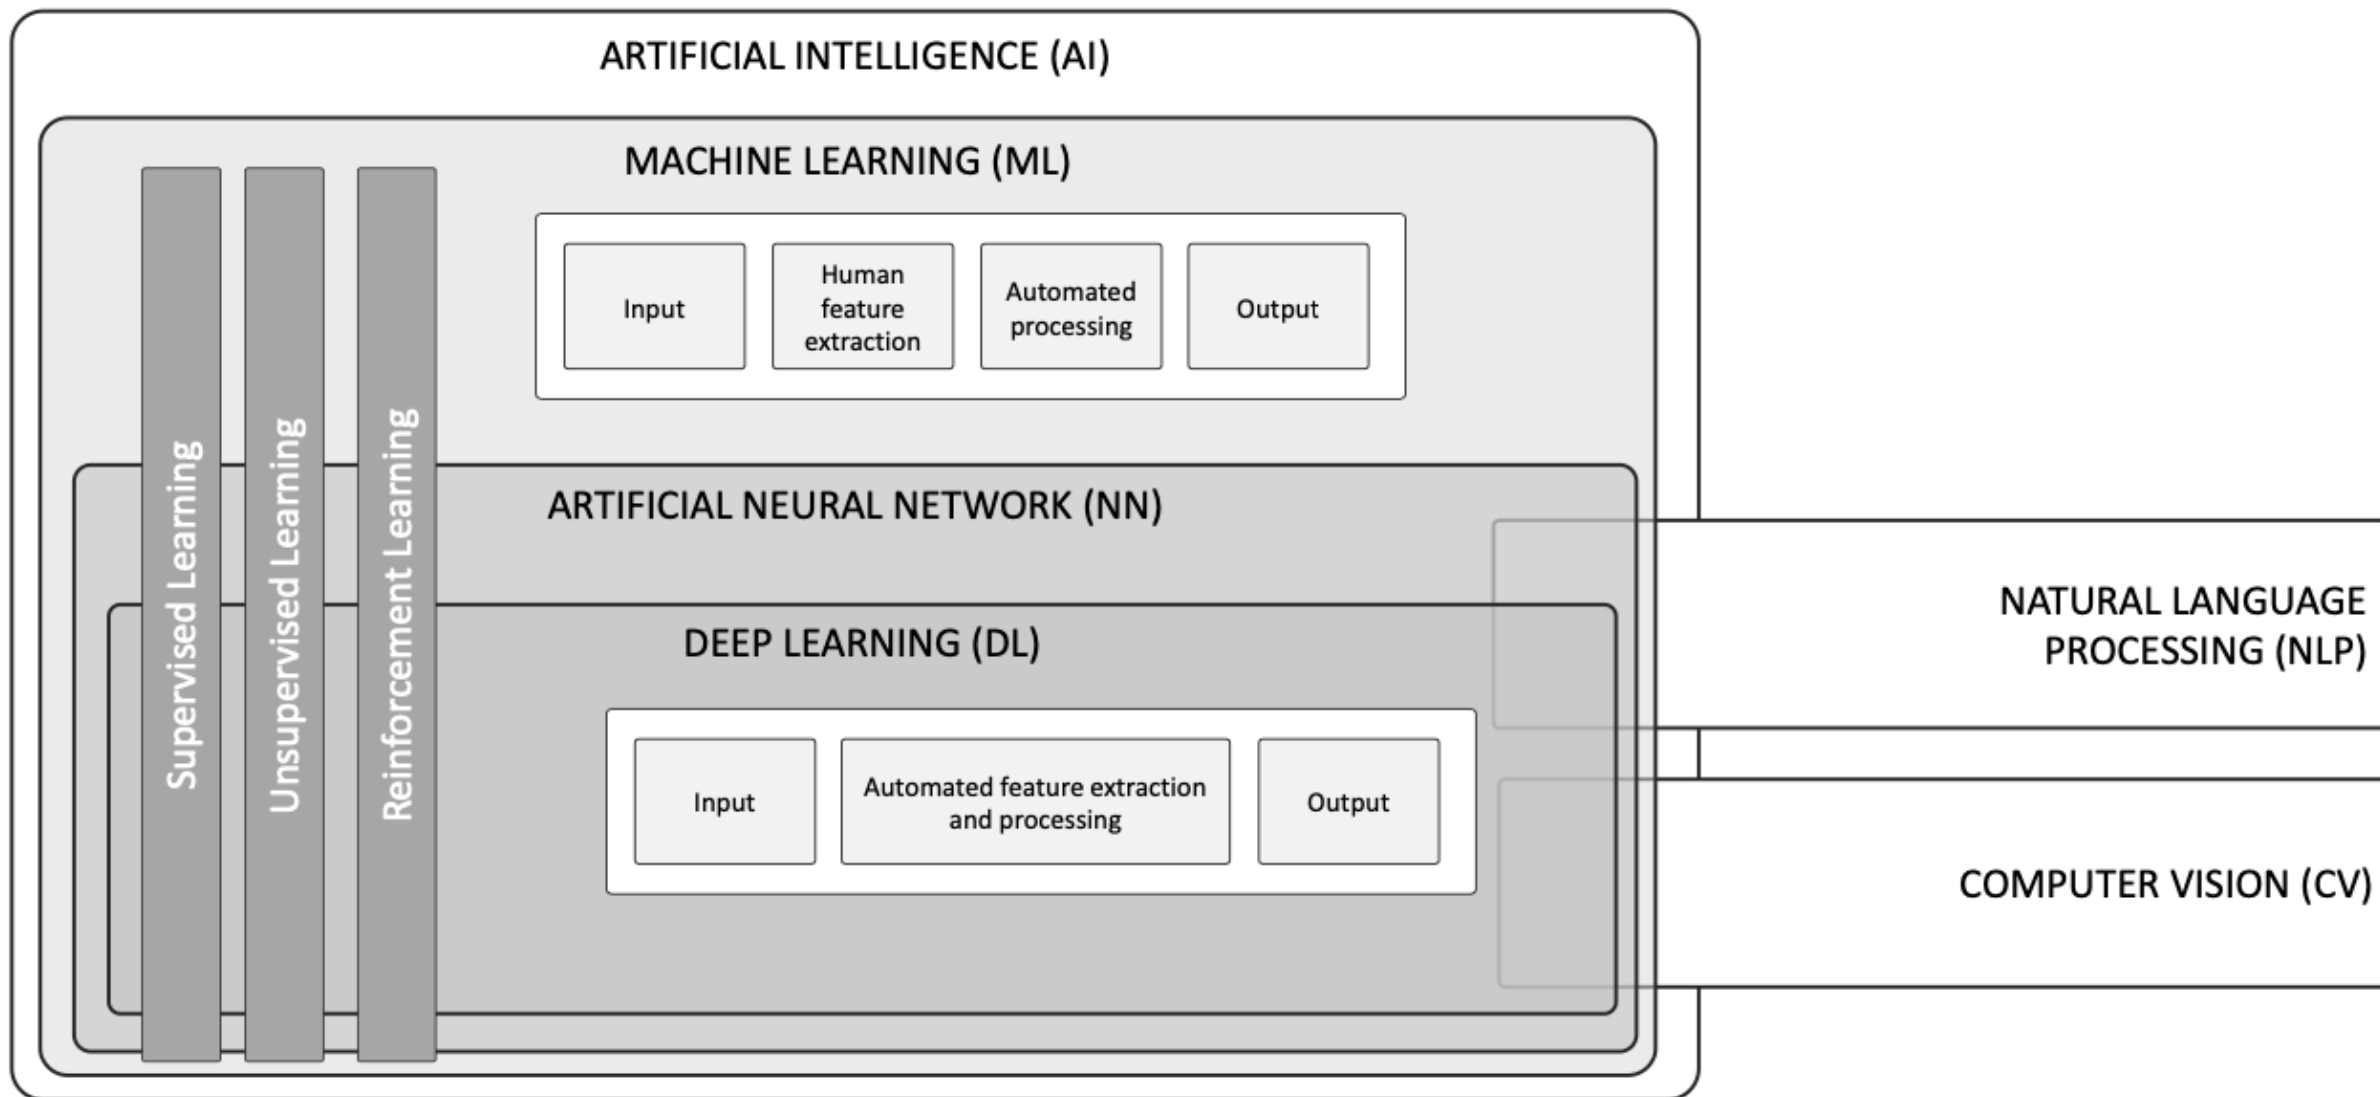 ARTIFICIAL INTELLIGENCE (AI)
MACHINE LEARNING (ML)
Input
Human
feature
extraction
Automated
processing
Output
Supervised Learning
Unsupervised Learning
Reinforcement Learning
ARTIFICIAL NEURAL NETWORK (NN)
DEEP LEARNING (DL)
Input
Automated feature extraction
and processing
Output
NATURAL LANGUAGE
PROCESSING (NLP)
COMPUTER VISION (CV)